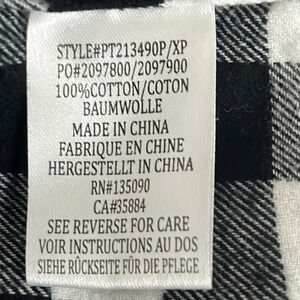 STYLE#PT213490P/XP
PO#2097800/2097900
100%COTTON/COTON
BAUMWOLLE
MADE IN CHINA
FABRIQUE EN CHINE
HERGESTELLT IN CHINA
RN#135090
CA#35884
SEE REVERSE FOR CARE
VOIR INSTRUCTIONS AU DOS
SIEHE RÜCKSEITE FÜR DIE PFLEGE